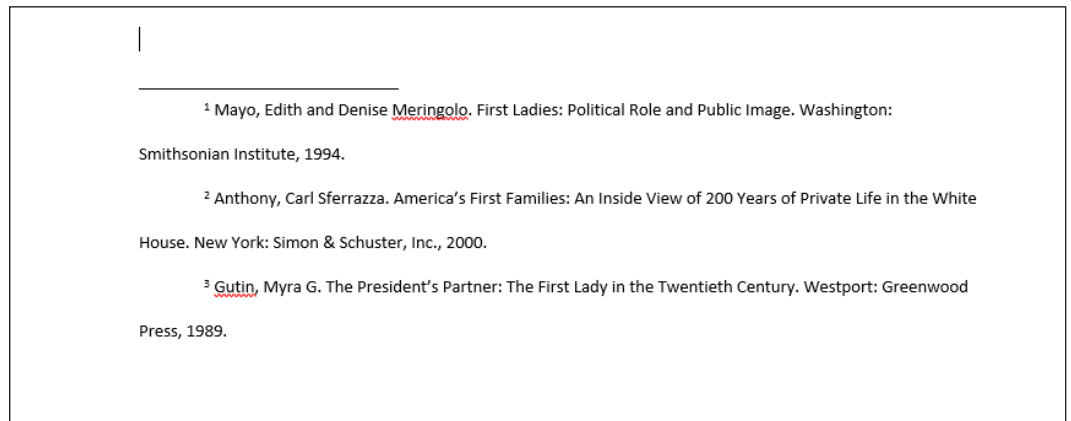 1 Mayo, Edith and Denise Meringolo. First Ladies: Political Role and Public Image. Washington:
Smithsonian Institute, 1994.
2 Anthony, Carl Sferrazza. America’s First Families: An Inside View of 200 Years of Private Life in the White
House. New York: Simon & Schuster, Inc., 2000.
3 Gutin, Myra G. The President’s Partner: The First Lady in the Twentieth Century. Westport: Greenwood
Press, 1989.